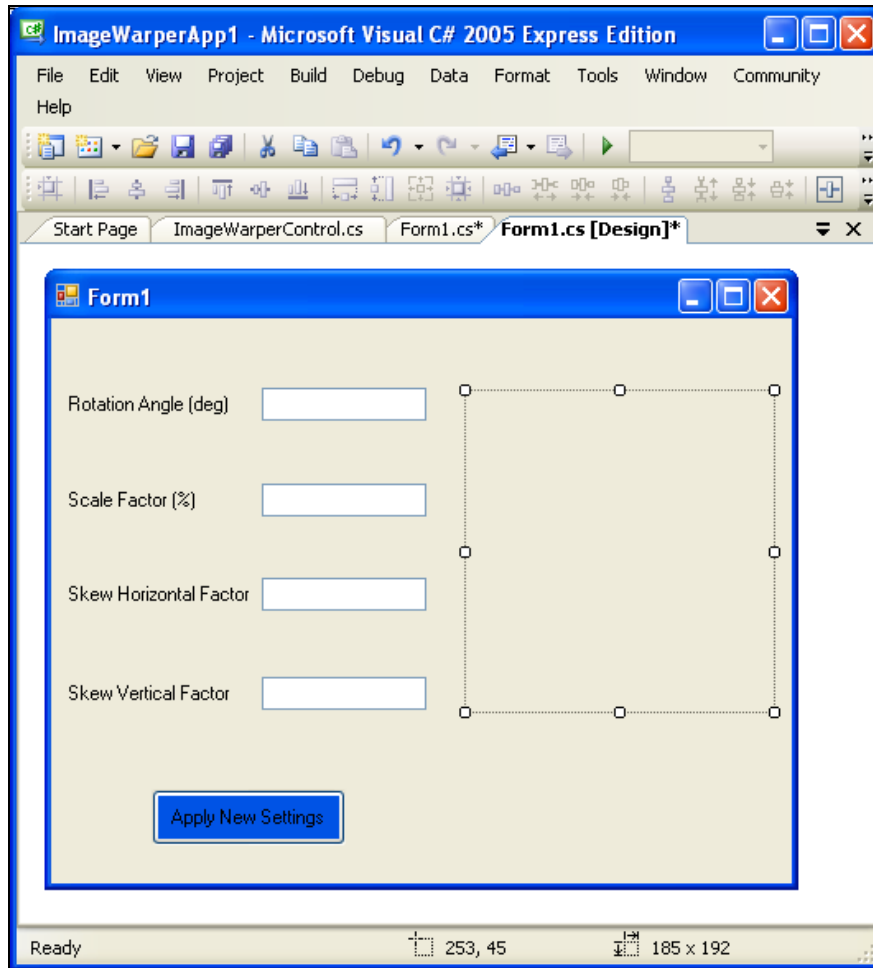 ImageWarperApp1 - Microsoft Visual C# 2005 Express Edition
File Edit View Project Build Debug Data Format Tools Window Community
Help
Start Page ImageWarperControl.cs Form1.cs* Form1.cs [Design]*
Form1
Rotation Angle (deg)
Scale Factor (%)
Skew Horizontal Factor
Skew Vertical Factor
Apply New Settings
Ready 253, 45 185 x 192